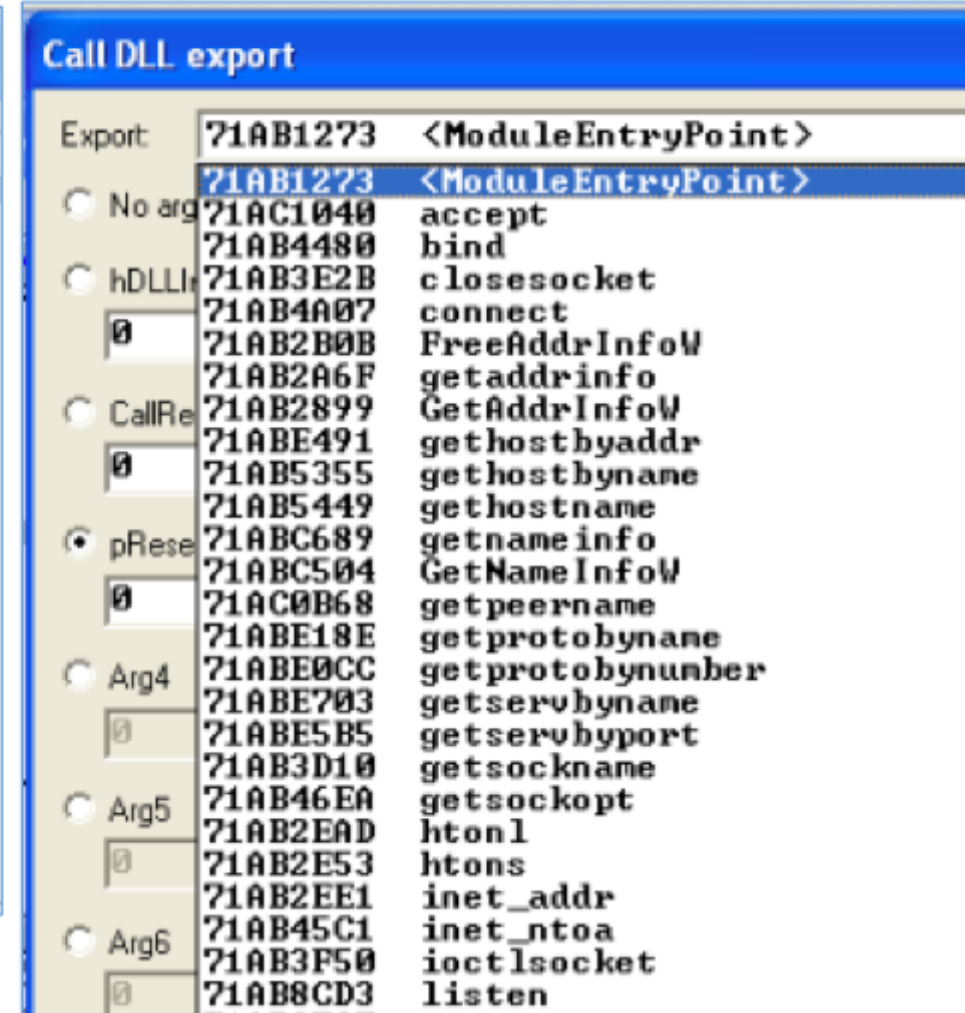 Call DLL export
Export: 71AB1273 <ModuleEntryPoint>
71AB1273 <ModuleEntryPoint>
No arg
71AC1040 accept
71AB4480 bind
71AB3E2B closesocket
hDLLIn
71AB4A07 connect
0
71AB2B0B FreeAddrInfoW
71AB2A6F getaddrinfo
71AB2899 GetAddrInfoW
CallRe
71ABE491 gethostbyaddr
71AB5355 gethostbyname
0
71AB5449 gethostname
71ABC689 getnameinfo
pRese
71ABC504 GetNameInfoW
71AC0B68 getpeername
0
71ABE18E getprotobyname
71ABE0CC getprotobynumber
Arg4
71ABE703 getservbyname
71ABE5B5 getservbyport
0
71AB3D10 getsockname
71AB46EA getsockopt
Arg5
71AB2EAD htonl
71AB2E53 htons
0
71AB2EE1 inet_addr
71AB45C1 inet_ntoa
Arg6
71AB3F50 ioctlsocket
71AB8CD3 listen
0